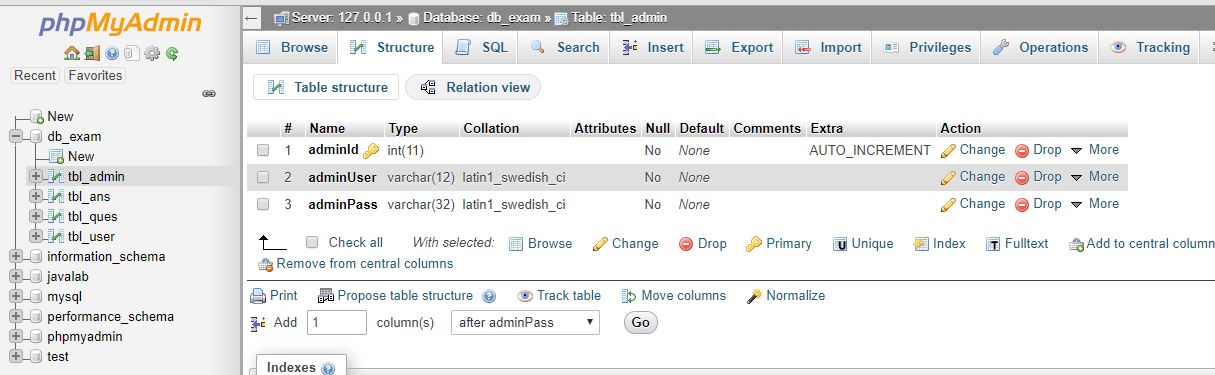 phpMyAdmin
Recent Favorites
New
db_exam
New
tbl_admin
tbl_ans
tbl_ques
tbl_user
information_schema
javalab
mysql
performance_schema
phpmyadmin
test
Server: 127.0.0.1 » Database: db_exam » Table: tbl_admin
Browse Structure SQL Search Insert Export Import Privileges Operations Tracking
Table structure Relation view
# Name Type Collation Attributes Null Default Comments Extra Action
1 adminId int(11) No None AUTO_INCREMENT Change Drop More
2 adminUser varchar(12) latin1_swedish_ci No None Change Drop More
3 adminPass varchar(32) latin1_swedish_ci No None Change Drop More
Check all With selected: Browse Change Drop Primary Unique Index Fulltext Add to central column
Remove from central columns
Print Propose table structure Track table Move columns Normalize
Add 1 column(s) after adminPass Go
Indexes